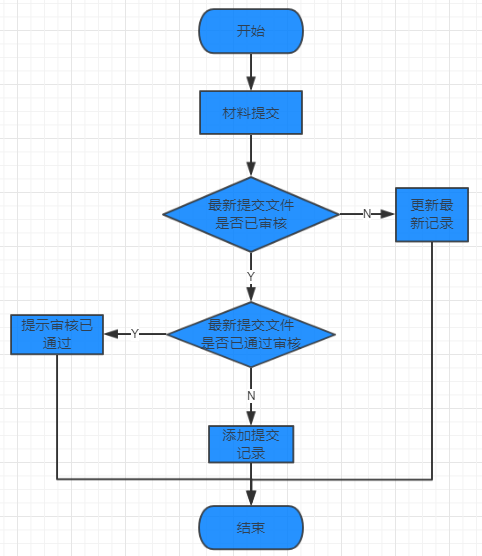 开始
材料提交
最新提交文件
是否已审核
N
更新最
新记录
Y
最新提交文件
是否已通过审核
Y
提示审核已
通过
N
添加提交
记录
结束